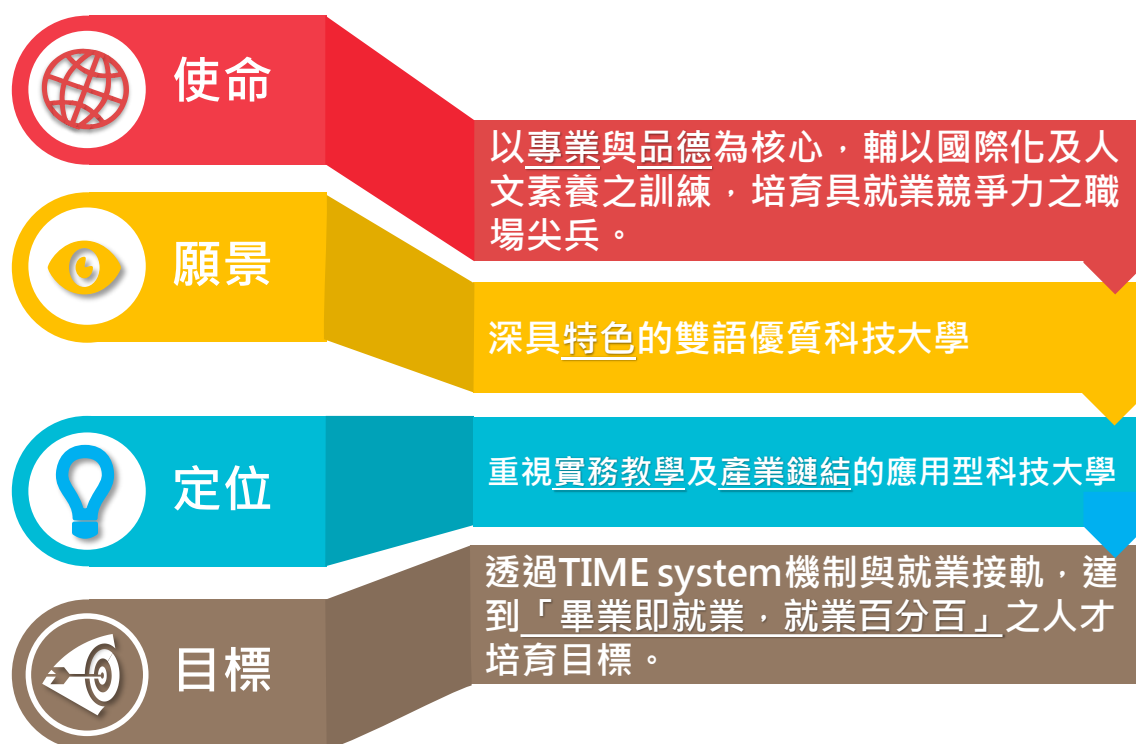 使命
以專業與品德為核心，輔以國際化及人
文素養之訓練，培育具就業競爭力之職
場尖兵。
願景
深具特色的雙語優質科技大學
定位
重視實務教學及產業鏈結的應用型科技大學
目標
透過TIME system機制與就業接軌，達
到「畢業即就業，就業百分百」之人才
培育目標。